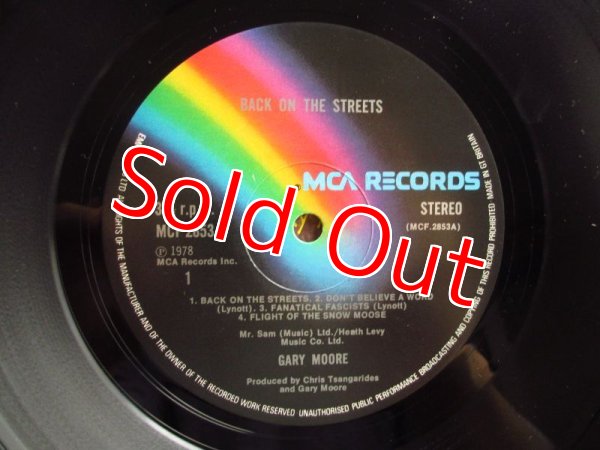 BACK ON THE STREETS
MCA RECORDS
STEREO
(MCF.2853A)
r.p.m.
MCF 2853
Ⓟ 1978
MCA Records Inc.
1
1. BACK ON THE STREETS. 2. DON'T BELIEVE A WORD
(Lynott). 3. FANATICAL FASCISTS (Lynott)
4. FLIGHT OF THE SNOW MOOSE
Mr. Sam (Music) Ltd./Heath Levy
Music Co. Ltd.
GARY MOORE
Produced by Chris Tsangarides
and Gary Moore
LTD. ALL RIGHTS OF THE MANUFACTURER AND OF THE OWNER OF THE RECORDED WORK RESERVED UNAUTHORISED PUBLIC PERFORMANCE BROADCASTING AND COPYING OF THIS RECORD PROHIBITED MADE IN GT BRITAIN
Sold Out